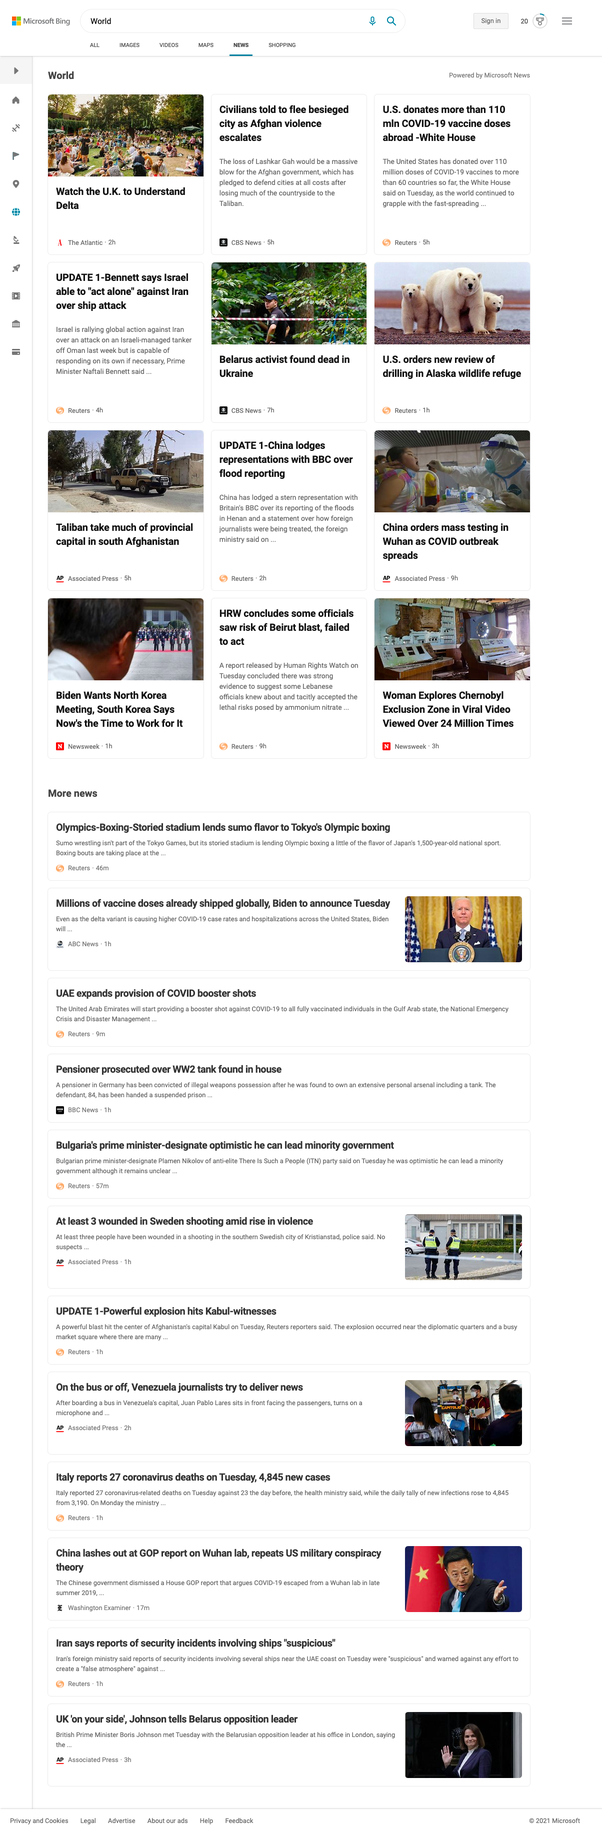 Microsoft Bing
World
Sign in
20
ALL IMAGES VIDEOS MAPS NEWS SHOPPING
World
Powered by Microsoft News
Watch the U.K. to Understand
Delta
The Atlantic · 2h
Civilians told to flee besieged
city as Afghan violence
escalates
The loss of Lashkar Gah would be a massive
blow for the Afghan government, which has
pledged to defend cities at all costs after
losing much of the countryside to the
Taliban.
CBS News · 5h
U.S. donates more than 110
mln COVID-19 vaccine doses
abroad -White House
The United States has donated over 110
million doses of COVID-19 vaccines to more
than 60 countries so far, the White House
said on Tuesday, as the world continued to
grapple with the fast-spreading ...
Reuters · 5h
UPDATE 1-Bennett says Israel
able to "act alone" against Iran
over ship attack
Israel is rallying global action against Iran
over an attack on an Israeli-managed tanker
off Oman last week but is capable of
responding on its own if necessary, Prime
Minister Naftali Bennett said ...
Reuters · 4h
Belarus activist found dead in
Ukraine
CBS News · 7h
U.S. orders new review of
drilling in Alaska wildlife refuge
Reuters · 1h
Taliban take much of provincial
capital in south Afghanistan
AP Associated Press · 5h
UPDATE 1-China lodges
representations with BBC over
flood reporting
China has lodged a stern representation with
Britain's BBC over its reporting of the floods
in Henan and a statement over how foreign
journalists were being treated, the foreign
ministry said on ...
Reuters · 2h
China orders mass testing in
Wuhan as COVID outbreak
spreads
AP Associated Press · 9h
Biden Wants North Korea
Meeting, South Korea Says
Now's the Time to Work for It
N Newsweek · 1h
HRW concludes some officials
saw risk of Beirut blast, failed
to act
A report released by Human Rights Watch on
Tuesday concluded there was strong
evidence to suggest some Lebanese
officials knew about and tacitly accepted the
lethal risks posed by ammonium nitrate ...
Reuters · 9h
Woman Explores Chernobyl
Exclusion Zone in Viral Video
Viewed Over 24 Million Times
N Newsweek · 3h
More news
Olympics-Boxing-Storied stadium lends sumo flavor to Tokyo's Olympic boxing
Sumo wrestling isn't part of the Tokyo Games, but its storied stadium is lending Olympic boxing a little of the flavor of Japan's 1,500-year-old national sport.
Boxing bouts are taking place at the ...
Reuters · 46m
Millions of vaccine doses already shipped globally, Biden to announce Tuesday
Even as the delta variant is causing higher COVID-19 case rates and hospitalizations across the United States, Biden
will ...
ABC News · 1h
UAE expands provision of COVID booster shots
The United Arab Emirates will start providing a booster shot against COVID-19 to all fully vaccinated individuals in the Gulf Arab state, the National Emergency
Crisis and Disaster Management ...
Reuters · 9m
Pensioner prosecuted over WW2 tank found in house
A pensioner in Germany has been convicted of illegal weapons possession after he was found to own an extensive personal arsenal including a tank. The
defendant, 84, has been handed a suspended prison ...
BBC News · 1h
Bulgaria's prime minister-designate optimistic he can lead minority government
Bulgarian prime minister-designate Plamen Nikolov of anti-elite There Is Such a People (ITN) party said on Tuesday he was optimistic he can lead a minority
government although it remains unclear ...
Reuters · 57m
At least 3 wounded in Sweden shooting amid rise in violence
At least three people have been wounded in a shooting in the southern Swedish city of Kristianstad, police said. No
suspects ...
AP Associated Press · 1h
UPDATE 1-Powerful explosion hits Kabul-witnesses
A powerful blast hit the center of Afghanistan's capital Kabul on Tuesday, Reuters reporters said. The explosion occurred near the diplomatic quarters and a busy
market square where there are many ...
Reuters · 1h
On the bus or off, Venezuela journalists try to deliver news
After boarding a bus in Venezuela's capital, Juan Pablo Lares sits in front facing the passengers, turns on a
microphone and ...
AP Associated Press · 2h
Italy reports 27 coronavirus deaths on Tuesday, 4,845 new cases
Italy reported 27 coronavirus-related deaths on Tuesday against 23 the day before, the health ministry said, while the daily tally of new infections rose to 4,845
from 3,190. On Monday the ministry ...
Reuters · 1h
China lashes out at GOP report on Wuhan lab, repeats US military conspiracy
theory
The Chinese government dismissed a House GOP report that argues COVID-19 escaped from a Wuhan lab in late
summer 2019, ...
Washington Examiner · 17m
Iran says reports of security incidents involving ships "suspicious"
Iran's foreign ministry said reports of security incidents involving several ships near the UAE coast on Tuesday were "suspicious" and warned against any effort to
create a "false atmosphere" against ...
Reuters · 1h
UK 'on your side', Johnson tells Belarus opposition leader
British Prime Minister Boris Johnson met Tuesday with the Belarusian opposition leader at his office in London, saying
the ...
AP Associated Press · 3h
Privacy and Cookies Legal Advertise About our ads Help Feedback
© 2021 Microsoft